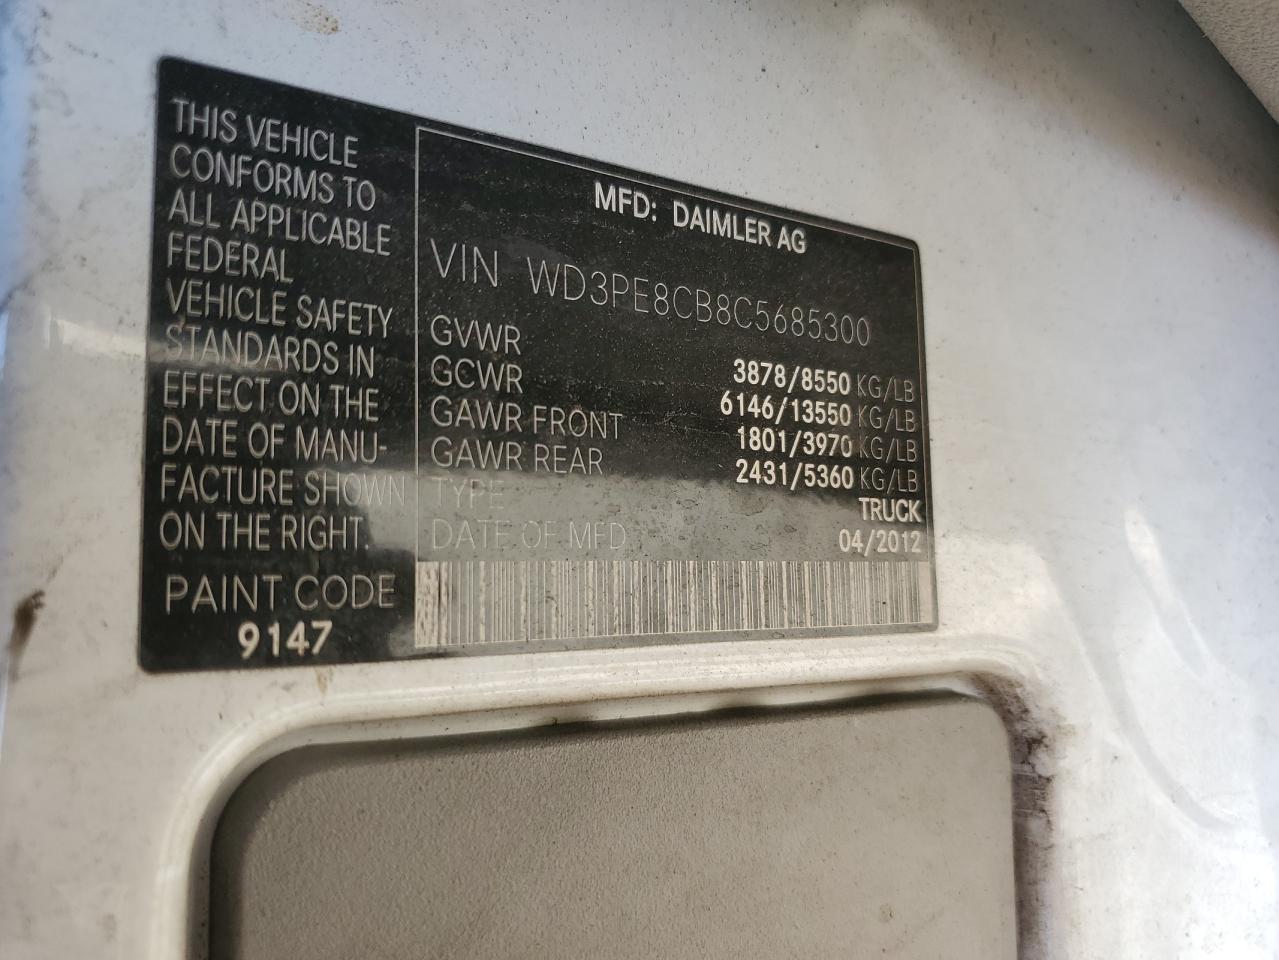 THIS VEHICLE
CONFORMS TO
ALL APPLICABLE
FEDERAL
VEHICLE SAFETY
STANDARDS IN
EFFECT ON THE
DATE OF MANU-
FACTURE SHOWN
ON THE RIGHT.
PAINT CODE
9147
MFD: DAIMLER AG
VIN WD3PE8CB8C5685300
GVWR 3878/8550 KG/LB
GCWR 6146/13550 KG/LB
GAWR FRONT 1801/3970 KG/LB
GAWR REAR 2431/5360 KG/LB
TYPE TRUCK
DATE OF MFD 04/2012